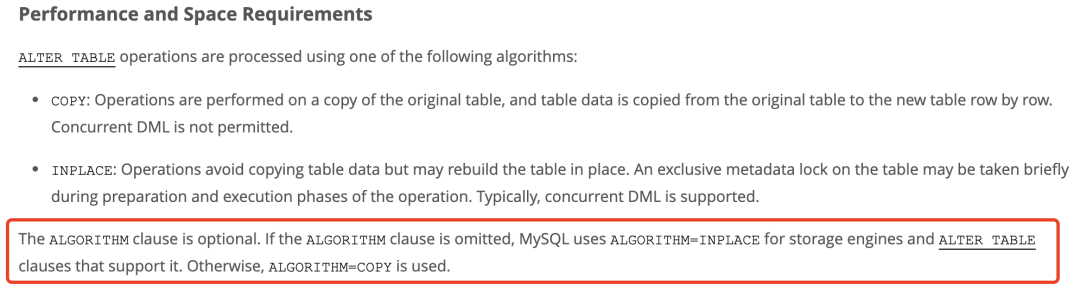 Performance and Space Requirements
ALTER TABLE operations are processed using one of the following algorithms:
• COPY: Operations are performed on a copy of the original table, and table data is copied from the original table to the new table row by row.
Concurrent DML is not permitted.
• INPLACE: Operations avoid copying table data but may rebuild the table in place. An exclusive metadata lock on the table may be taken briefly
during preparation and execution phases of the operation. Typically, concurrent DML is supported.
The ALGORITHM clause is optional. If the ALGORITHM clause is omitted, MySQL uses ALGORITHM=INPLACE for storage engines and ALTER TABLE
clauses that support it. Otherwise, ALGORITHM=COPY is used.